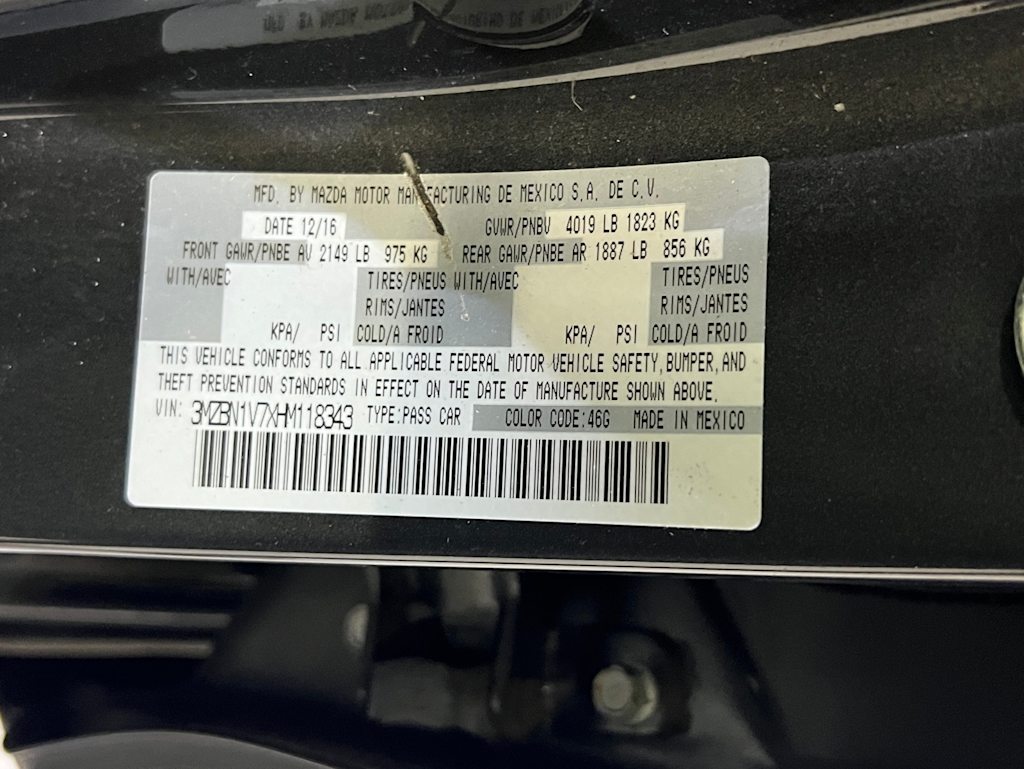 MFD. BY MAZDA MOTOR MANUFACTURING DE MEXICO S.A. DE C.V.
DATE 12/16 GVWR/PNBV 4019 LB 1823 KG
FRONT GAWR/PNBE AV 2149 LB 975 KG REAR GAWR/PNBE AR 1887 LB 856 KG
WITH/AVEC TIRES/PNEUS WITH/AVEC TIRES/PNEUS
RIMS/JANTES RIMS/JANTES
KPA/ PSI COLD/A FROID KPA/ PSI COLD/A FROID
THIS VEHICLE CONFORMS TO ALL APPLICABLE FEDERAL MOTOR VEHICLE SAFETY, BUMPER, AND
THEFT PREVENTION STANDARDS IN EFFECT ON THE DATE OF MANUFACTURE SHOWN ABOVE.
VIN: 3MZBN1V7XHM118343 TYPE:PASS CAR COLOR CODE:46G MADE IN MEXICO